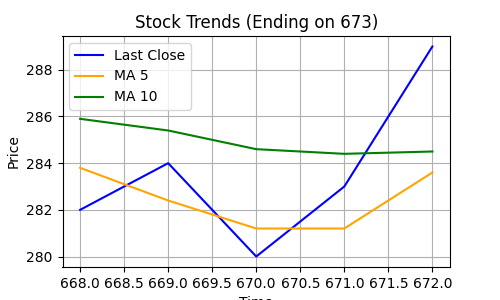 Stock Trends (Ending on 673)
Last Close
MA 5
MA 10
Price
288
286
284
282
280
668.0 668.5 669.0 669.5 670.0 670.5 671.0 671.5 672.0
Time